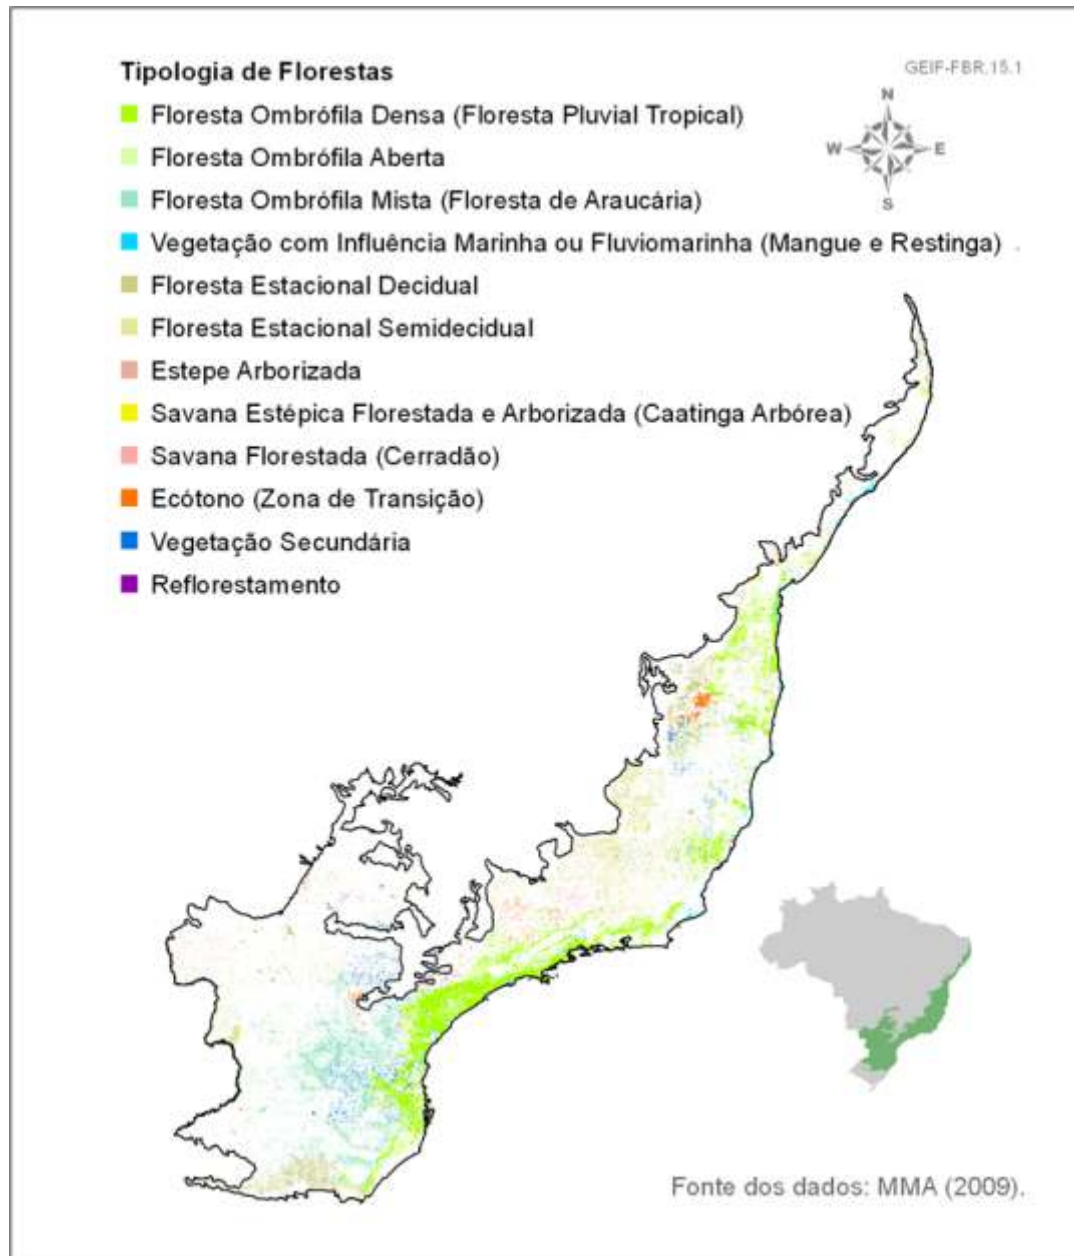 Tipologia de Florestas
GEIF-FBR.15.1
Floresta Ombrófila Densa (Floresta Pluvial Tropical)
Floresta Ombrófila Aberta
Floresta Ombrófila Mista (Floresta de Araucária)
Vegetação com Influência Marinha ou Fluviomarinha (Mangue e Restinga)
Floresta Estacional Decidual
Floresta Estacional Semidecidual
Estepe Arborizada
Savana Estépica Florestada e Arborizada (Caatinga Arbórea)
Savana Florestada (Cerradão)
Ecótono (Zona de Transição)
Vegetação Secundária
Reflorestamento
N
W
E
S
Fonte dos dados: MMA (2009).